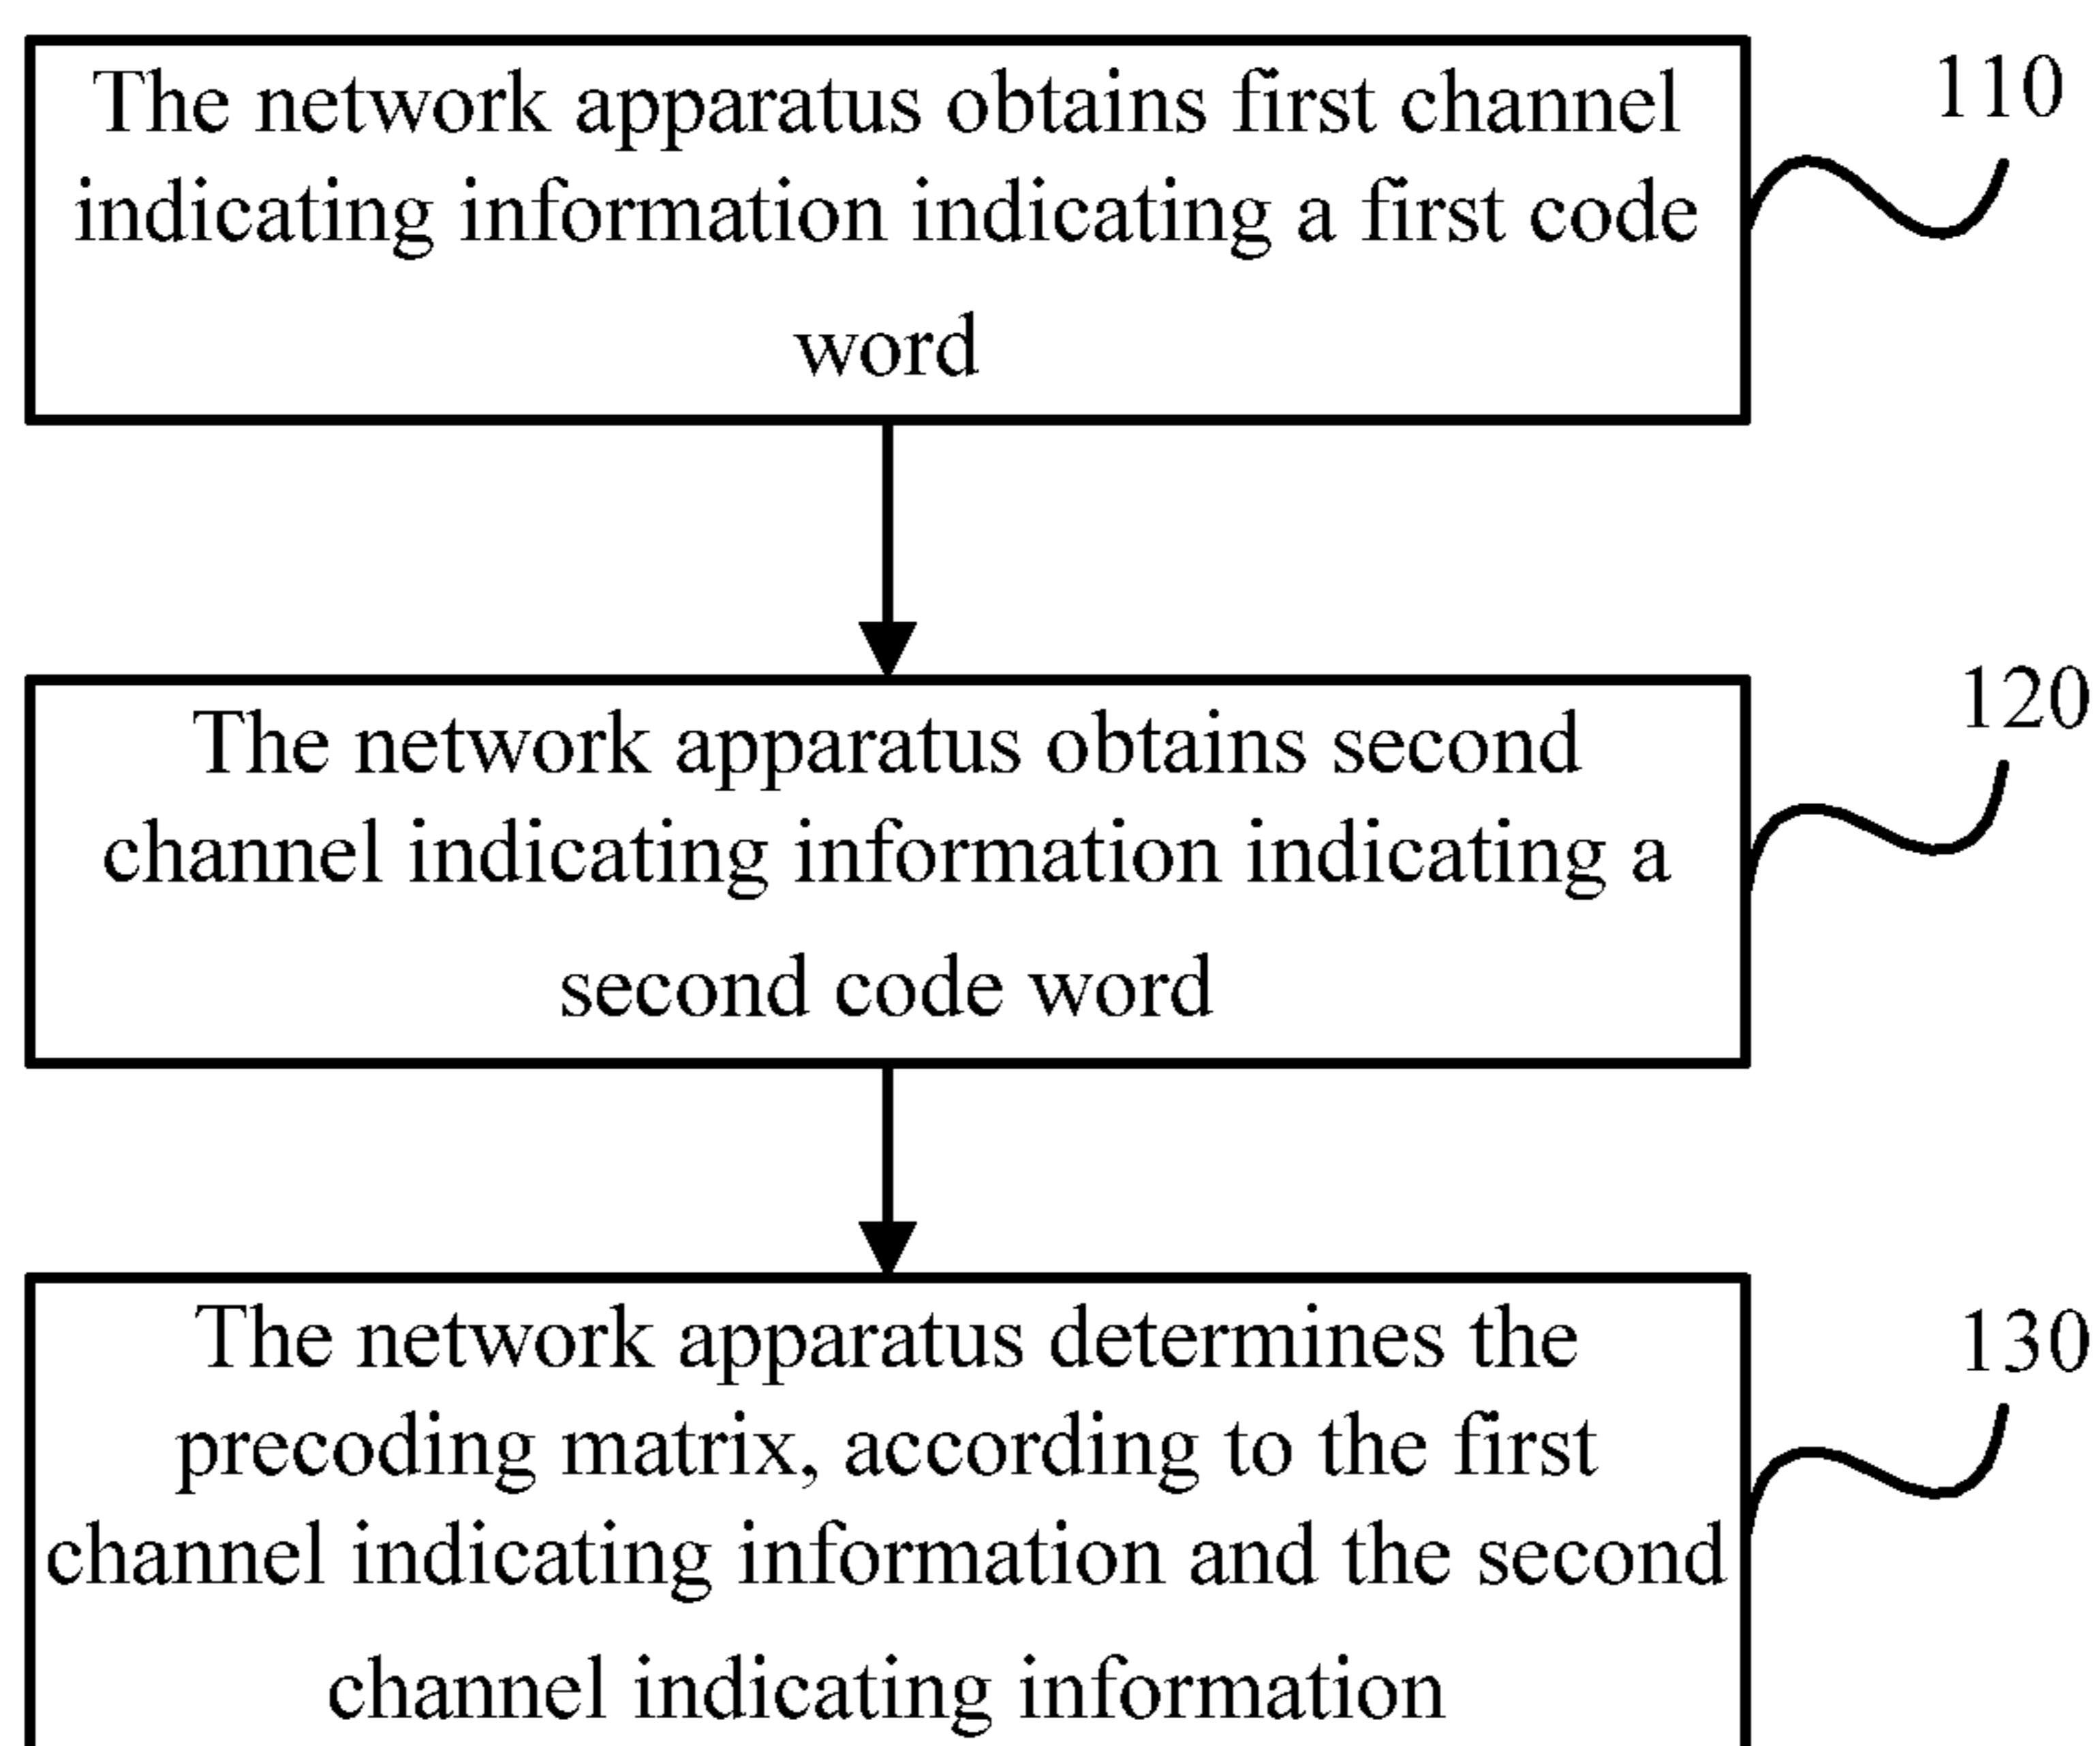 The network apparatus obtains first channel
indicating information indicating a first code
word
110
The network apparatus obtains second
channel indicating information indicating a
second code word
120
The network apparatus determines the
precoding matrix, according to the first
channel indicating information and the second
channel indicating information
130